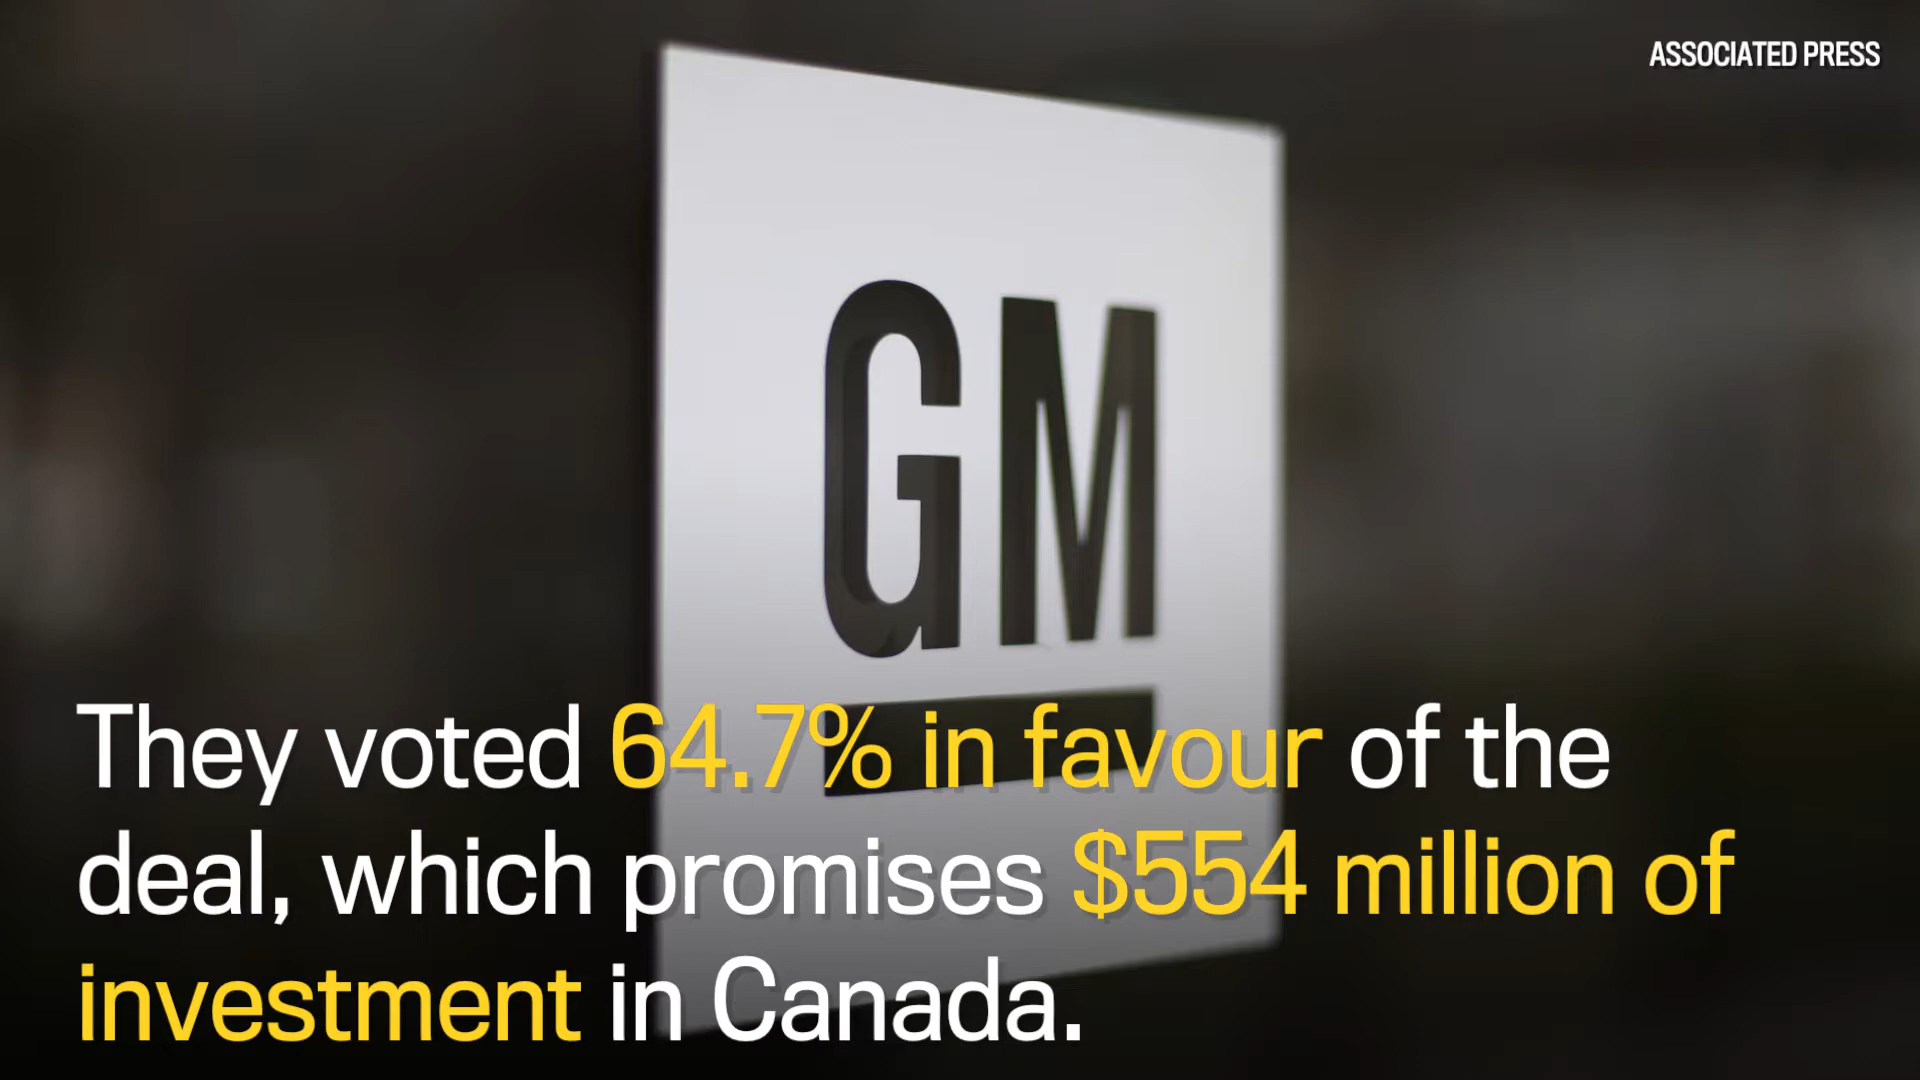 ASSOCIATED PRESS
GM
They voted 64.7% in favour of the
deal, which promises $554 million of
investment in Canada.